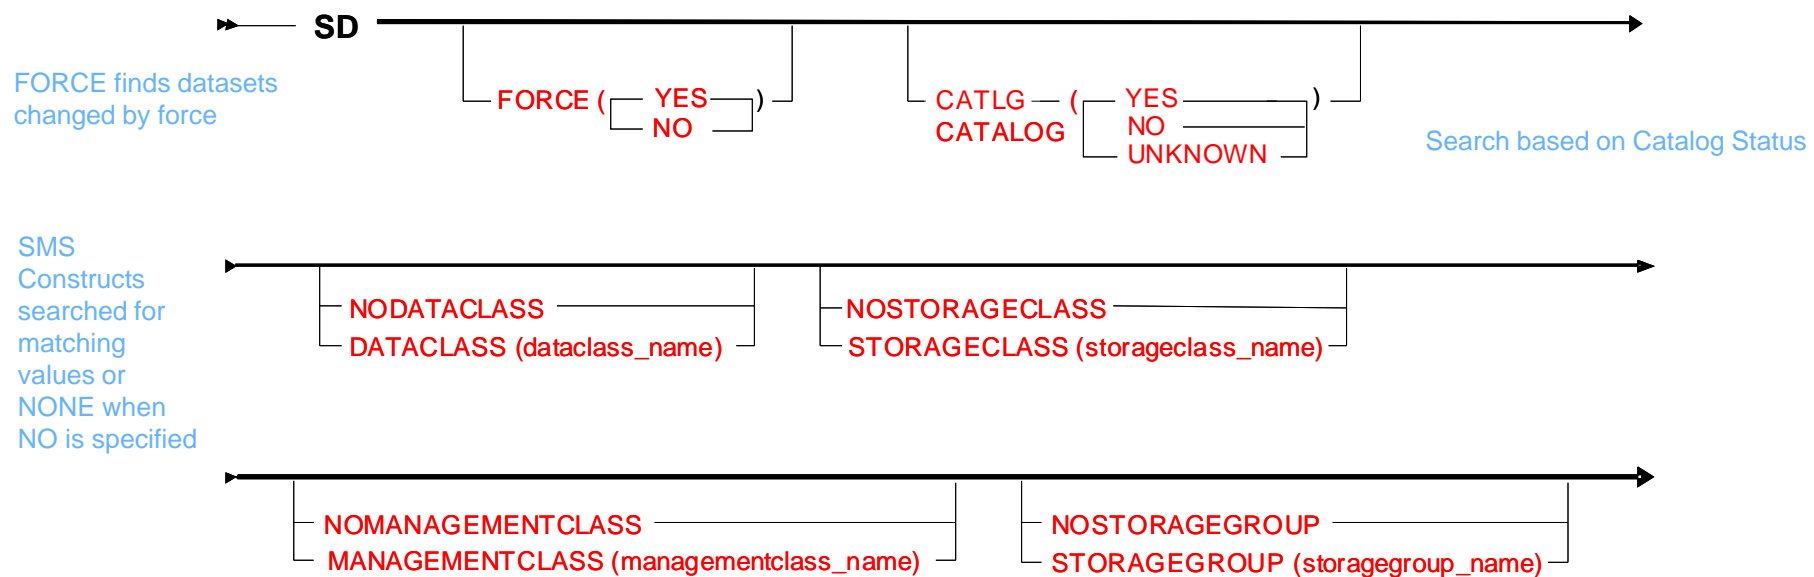 SD
FORCE finds datasets
changed by force
FORCE ( YES )
NO
CATLG ( YES )
CATALOG NO
UNKNOWN
Search based on Catalog Status
SMS
Constructs
searched for
matching
values or
NONE when
NO is specified
NODATACLASS
DATACLASS (dataclass_name)
NOSTORAGECLASS
STORAGECLASS (storageclass_name)
NOMANAGEMENTCLASS
MANAGEMENTCLASS (managementclass_name)
NOSTORAGEGROUP
STORAGEGROUP (storagegroup_name)